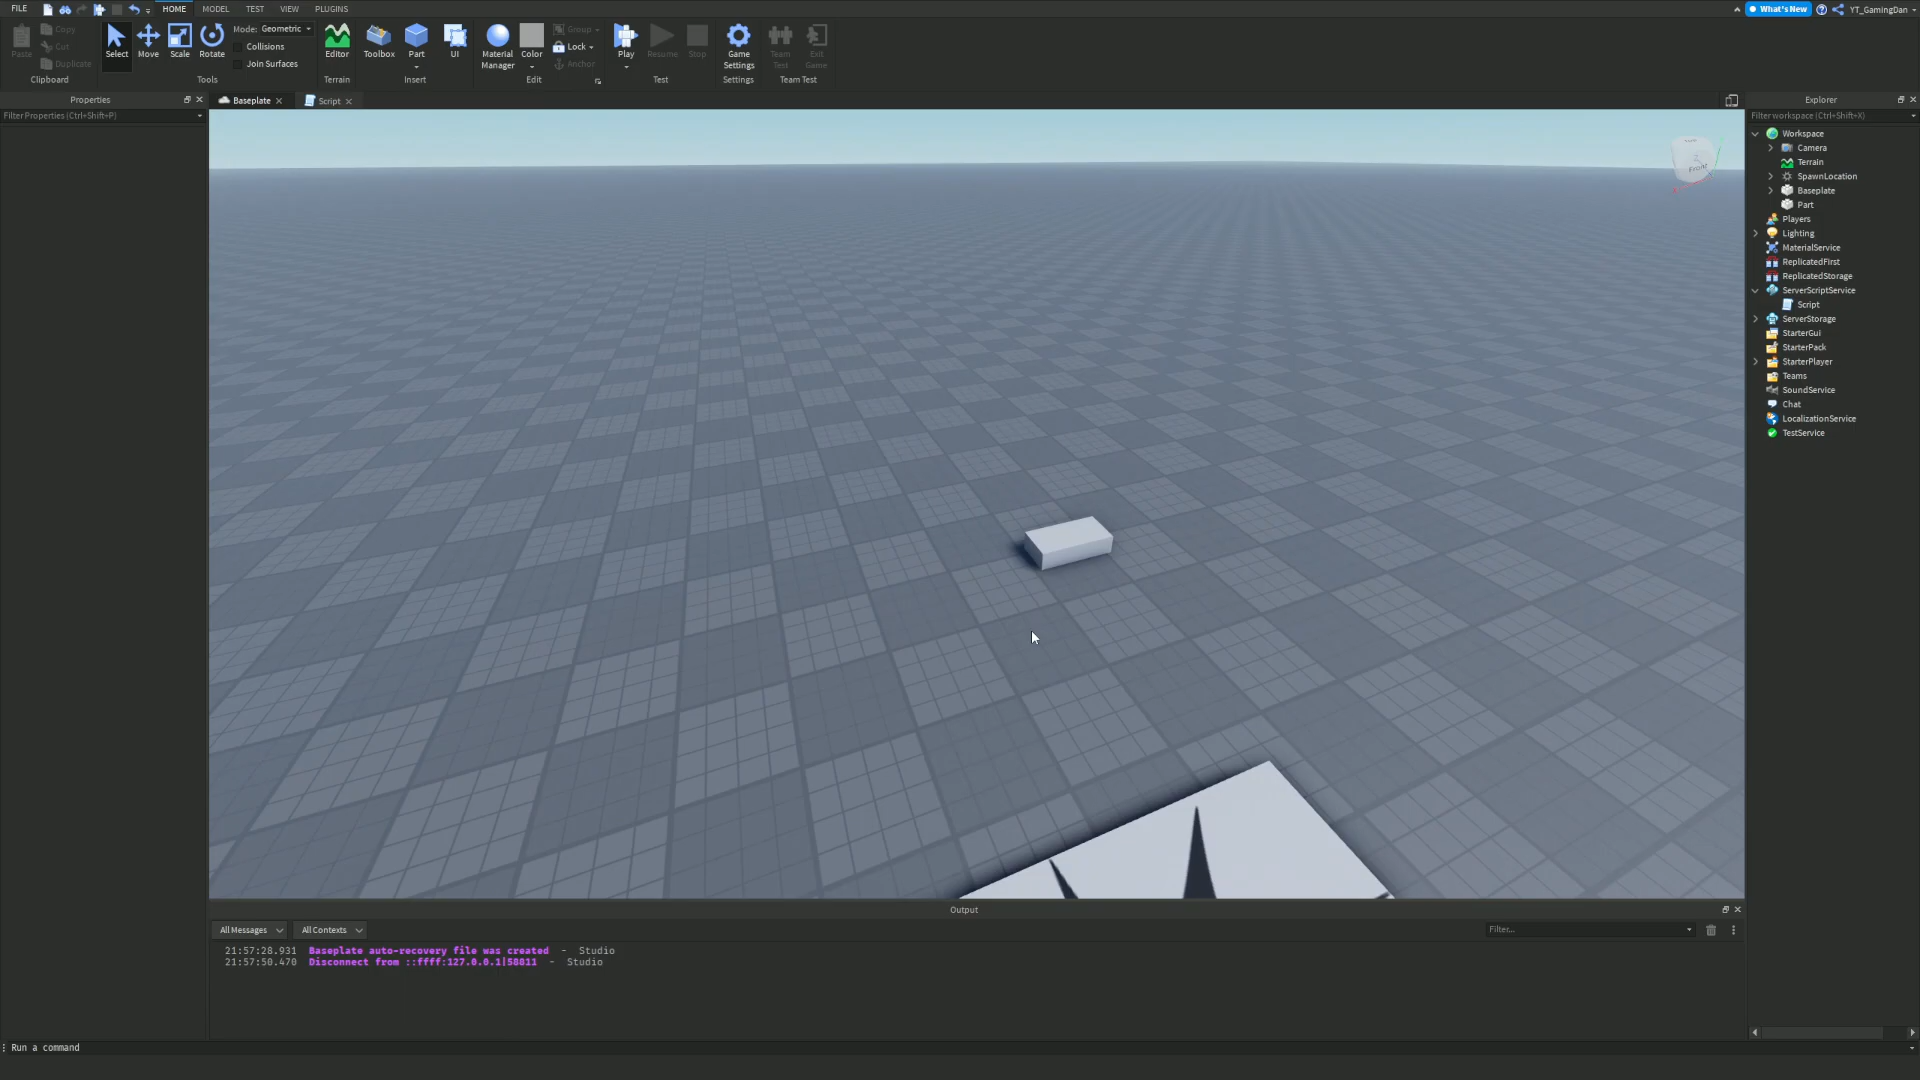 FILE HOME MODEL TEST VIEW PLUGINS What's New YT_GamingDan
Paste Copy Cut Duplicate Clipboard
Select Move Scale Rotate Mode: Geometric Collisions Join Surfaces Tools
Editor Terrain
Toolbox Part UI Insert
Material Manager Color Group Lock Anchor Edit
Play Resume Stop Test
Game Settings Settings
Team Test Exit Game Team Test
Properties
Filter Properties (Ctrl+Shift+P)
Baseplate Script
Front
Explorer
Filter workspace (Ctrl+Shift+X)
Workspace
Camera
Terrain
SpawnLocation
Baseplate
Part
Players
Lighting
MaterialService
ReplicatedFirst
ReplicatedStorage
ServerScriptService
Script
ServerStorage
StarterGui
StarterPack
StarterPlayer
Teams
SoundService
Chat
LocalizationService
TestService
Output
All Messages All Contexts Filter...
21:57:28.931 Baseplate auto-recovery file was created - Studio
21:57:50.470 Disconnect from ::ffff:127.0.0.1|58811 - Studio
Run a command